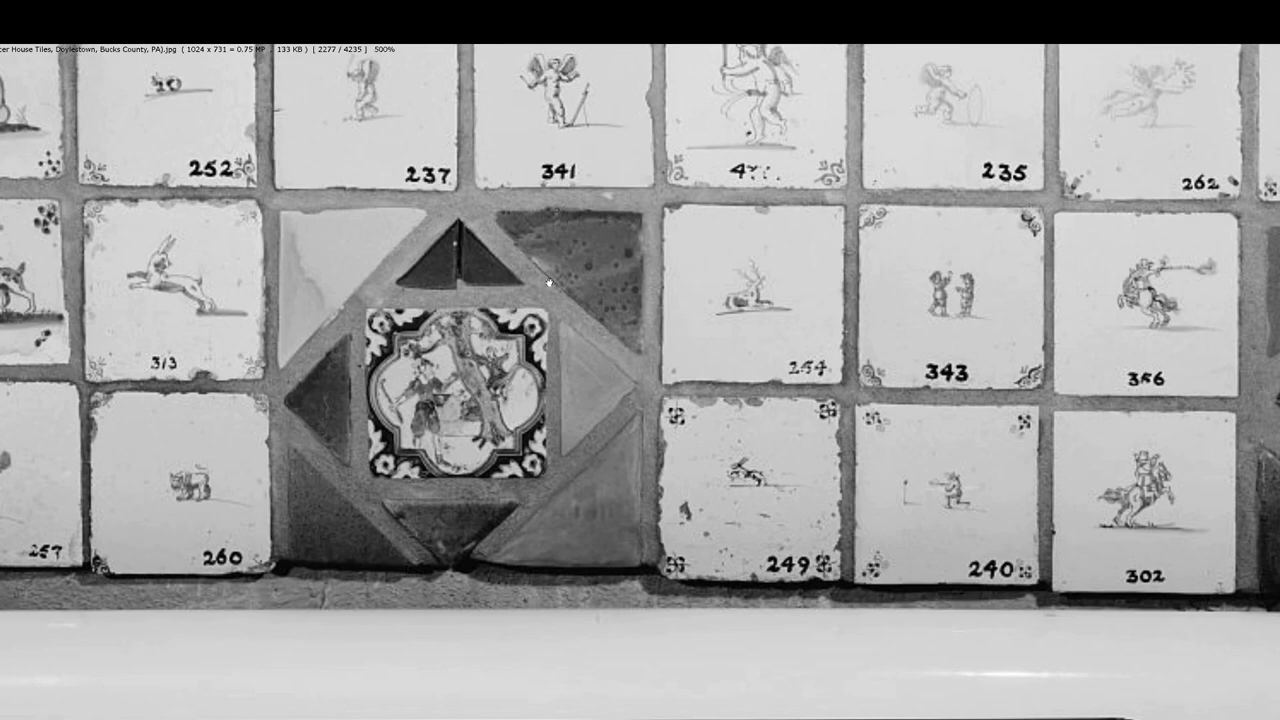 cer House Tiles, Doylestown, Bucks County, PA).jpg ( 1024 x 731 = 0.75 MP , 133 KB ) [ 2277 / 4235 ] 500%
252 237 341 235 262
313 254 343 356
260 249 240 302